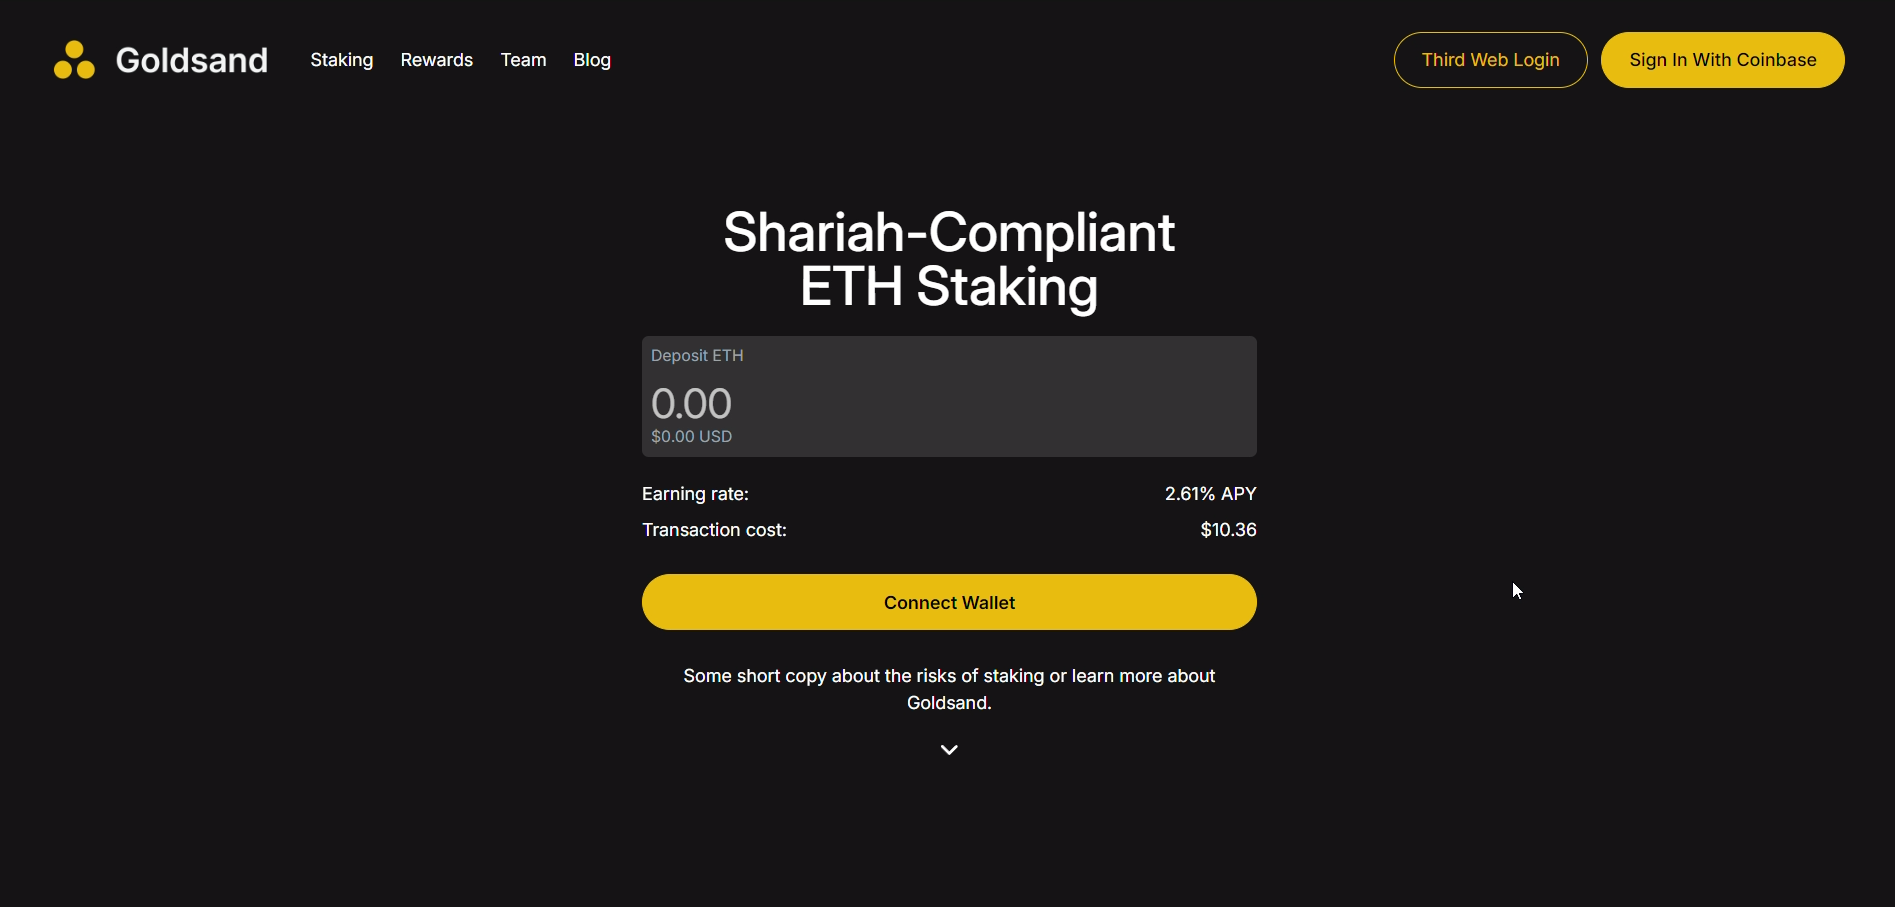 Goldsand
Staking
Rewards
Team
Blog
Third Web Login
Sign In With Coinbase
Shariah-Compliant
ETH Staking
Deposit ETH
0.00
$0.00 USD
Earning rate:
2.61% APY
Transaction cost:
$10.36
Connect Wallet
Some short copy about the risks of staking or learn more about
Goldsand.